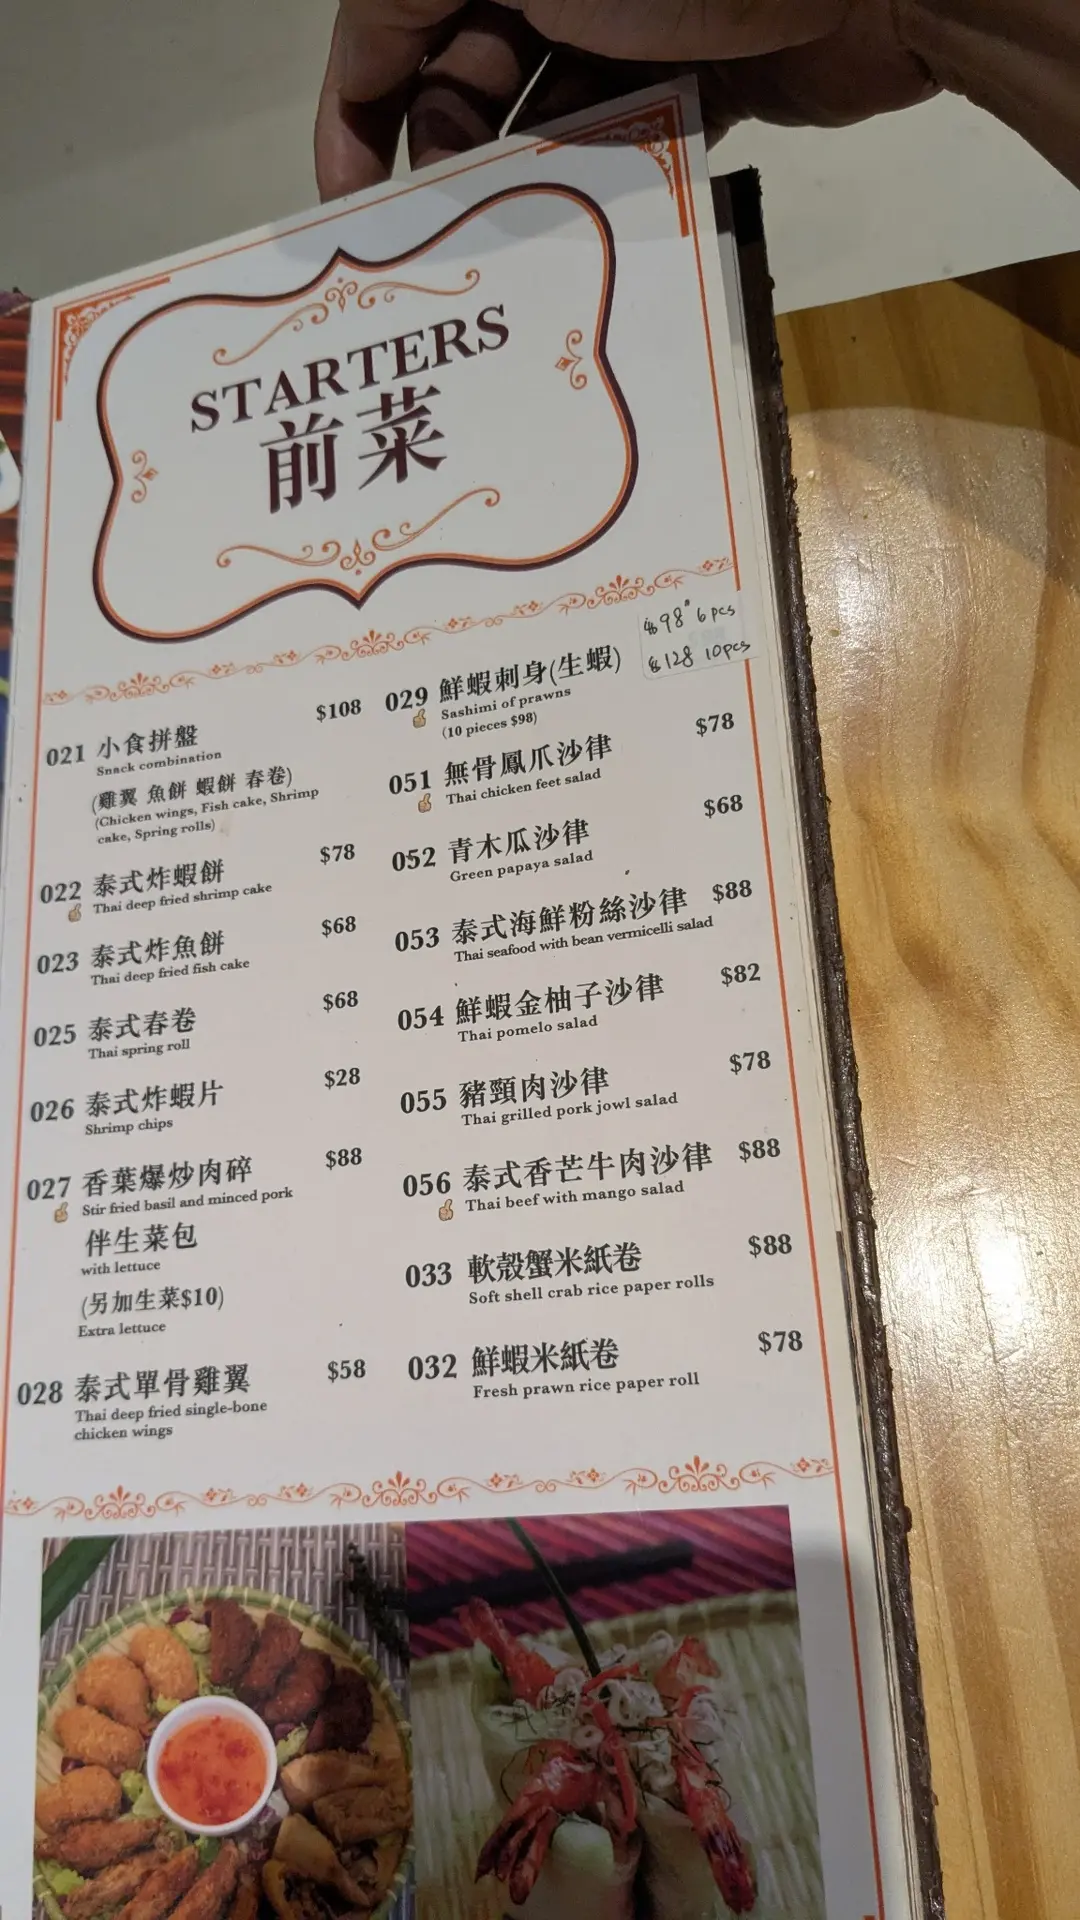 STARTERS
前菜
021 小食拼盤 $108
Snack combination
(雞翼 魚餅 蝦餅 春卷)
(Chicken wings, Fish cake, Shrimp
cake, Spring rolls)
022 泰式炸蝦餅 $78
Thai deep fried shrimp cake
023 泰式炸魚餅 $68
Thai deep fried fish cake
025 泰式春卷 $68
Thai spring roll
026 泰式炸蝦片 $28
Shrimp chips
027 香葉爆炒肉碎 $88
Stir fried basil and minced pork
伴生菜包
with lettuce
(另加生菜$10)
Extra lettuce
028 泰式單骨雞翼 $58
Thai deep fried single-bone
chicken wings
$98 6pcs
$128 10pcs
029 鮮蝦刺身(生蝦)
Sashimi of prawns
(10 pieces $98)
051 無骨鳳爪沙律 $78
Thai chicken feet salad
052 青木瓜沙律 $68
Green papaya salad
053 泰式海鮮粉絲沙律 $88
Thai seafood with bean vermicelli salad
054 鮮蝦金柚子沙律 $82
Thai pomelo salad
055 豬頸肉沙律 $78
Thai grilled pork jowl salad
056 泰式香芒牛肉沙律 $88
Thai beef with mango salad
033 軟殼蟹米紙卷 $88
Soft shell crab rice paper rolls
032 鮮蝦米紙卷 $78
Fresh prawn rice paper roll